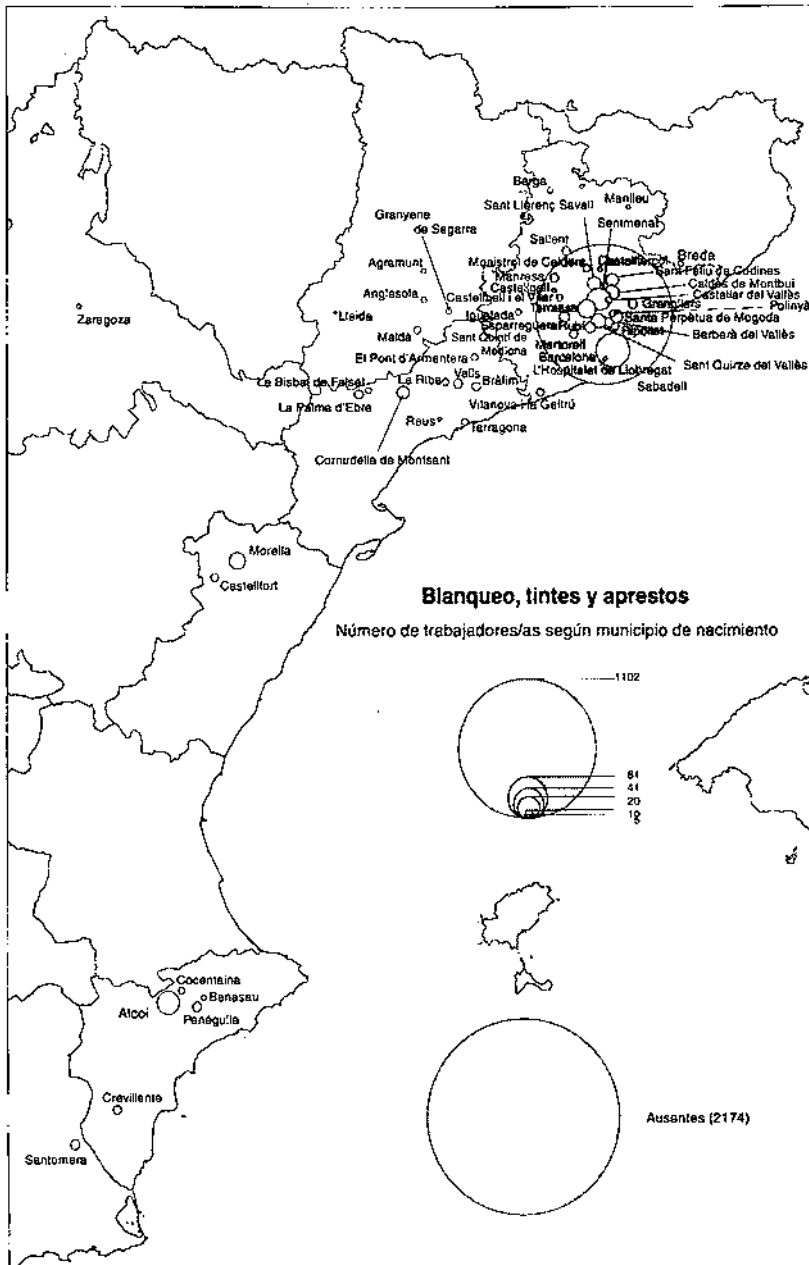 Berga
Manlleu
Sant Llorenç Savall
Sentmenat
Granyene
de Segarra
Sallent
Breda
Monistrol de Calders
Sant Feliu de Codines
Agramunt
Manresa
Caldes de Montbui
Castellgalí
Castellar del Vallès
Anglesola
Castellbell i el Vilar
Granollers
Polinyà
Zaragoza
Lleida
Igualada
Terrassa
Santa Perpètua de Mogoda
Esparreguera
Rubí
Ripollet
Barberà del Vallès
Maldà
Sant Quintí de
Mediona
Martorell
El Pont d'Armentera
Barcelona
Sant Quirze del Vallès
L'Hospitalet de Llobregat
La Bisbal de Falset
La Riba
Valls
Bràfim
Sabadell
La Palma d'Ebre
Vilanova i la Geltrú
Reus
Tarragona
Cornudella de Montsant
Morella
Castellfort
Blanqueo, tintes y aprestos
Número de trabajadores/as según municipio de nacimiento
1102
41
20
10
5
Cocentaina
Benasau
Alcoi
Penàguila
Crevillente
Ausentes (2174)
Santomera